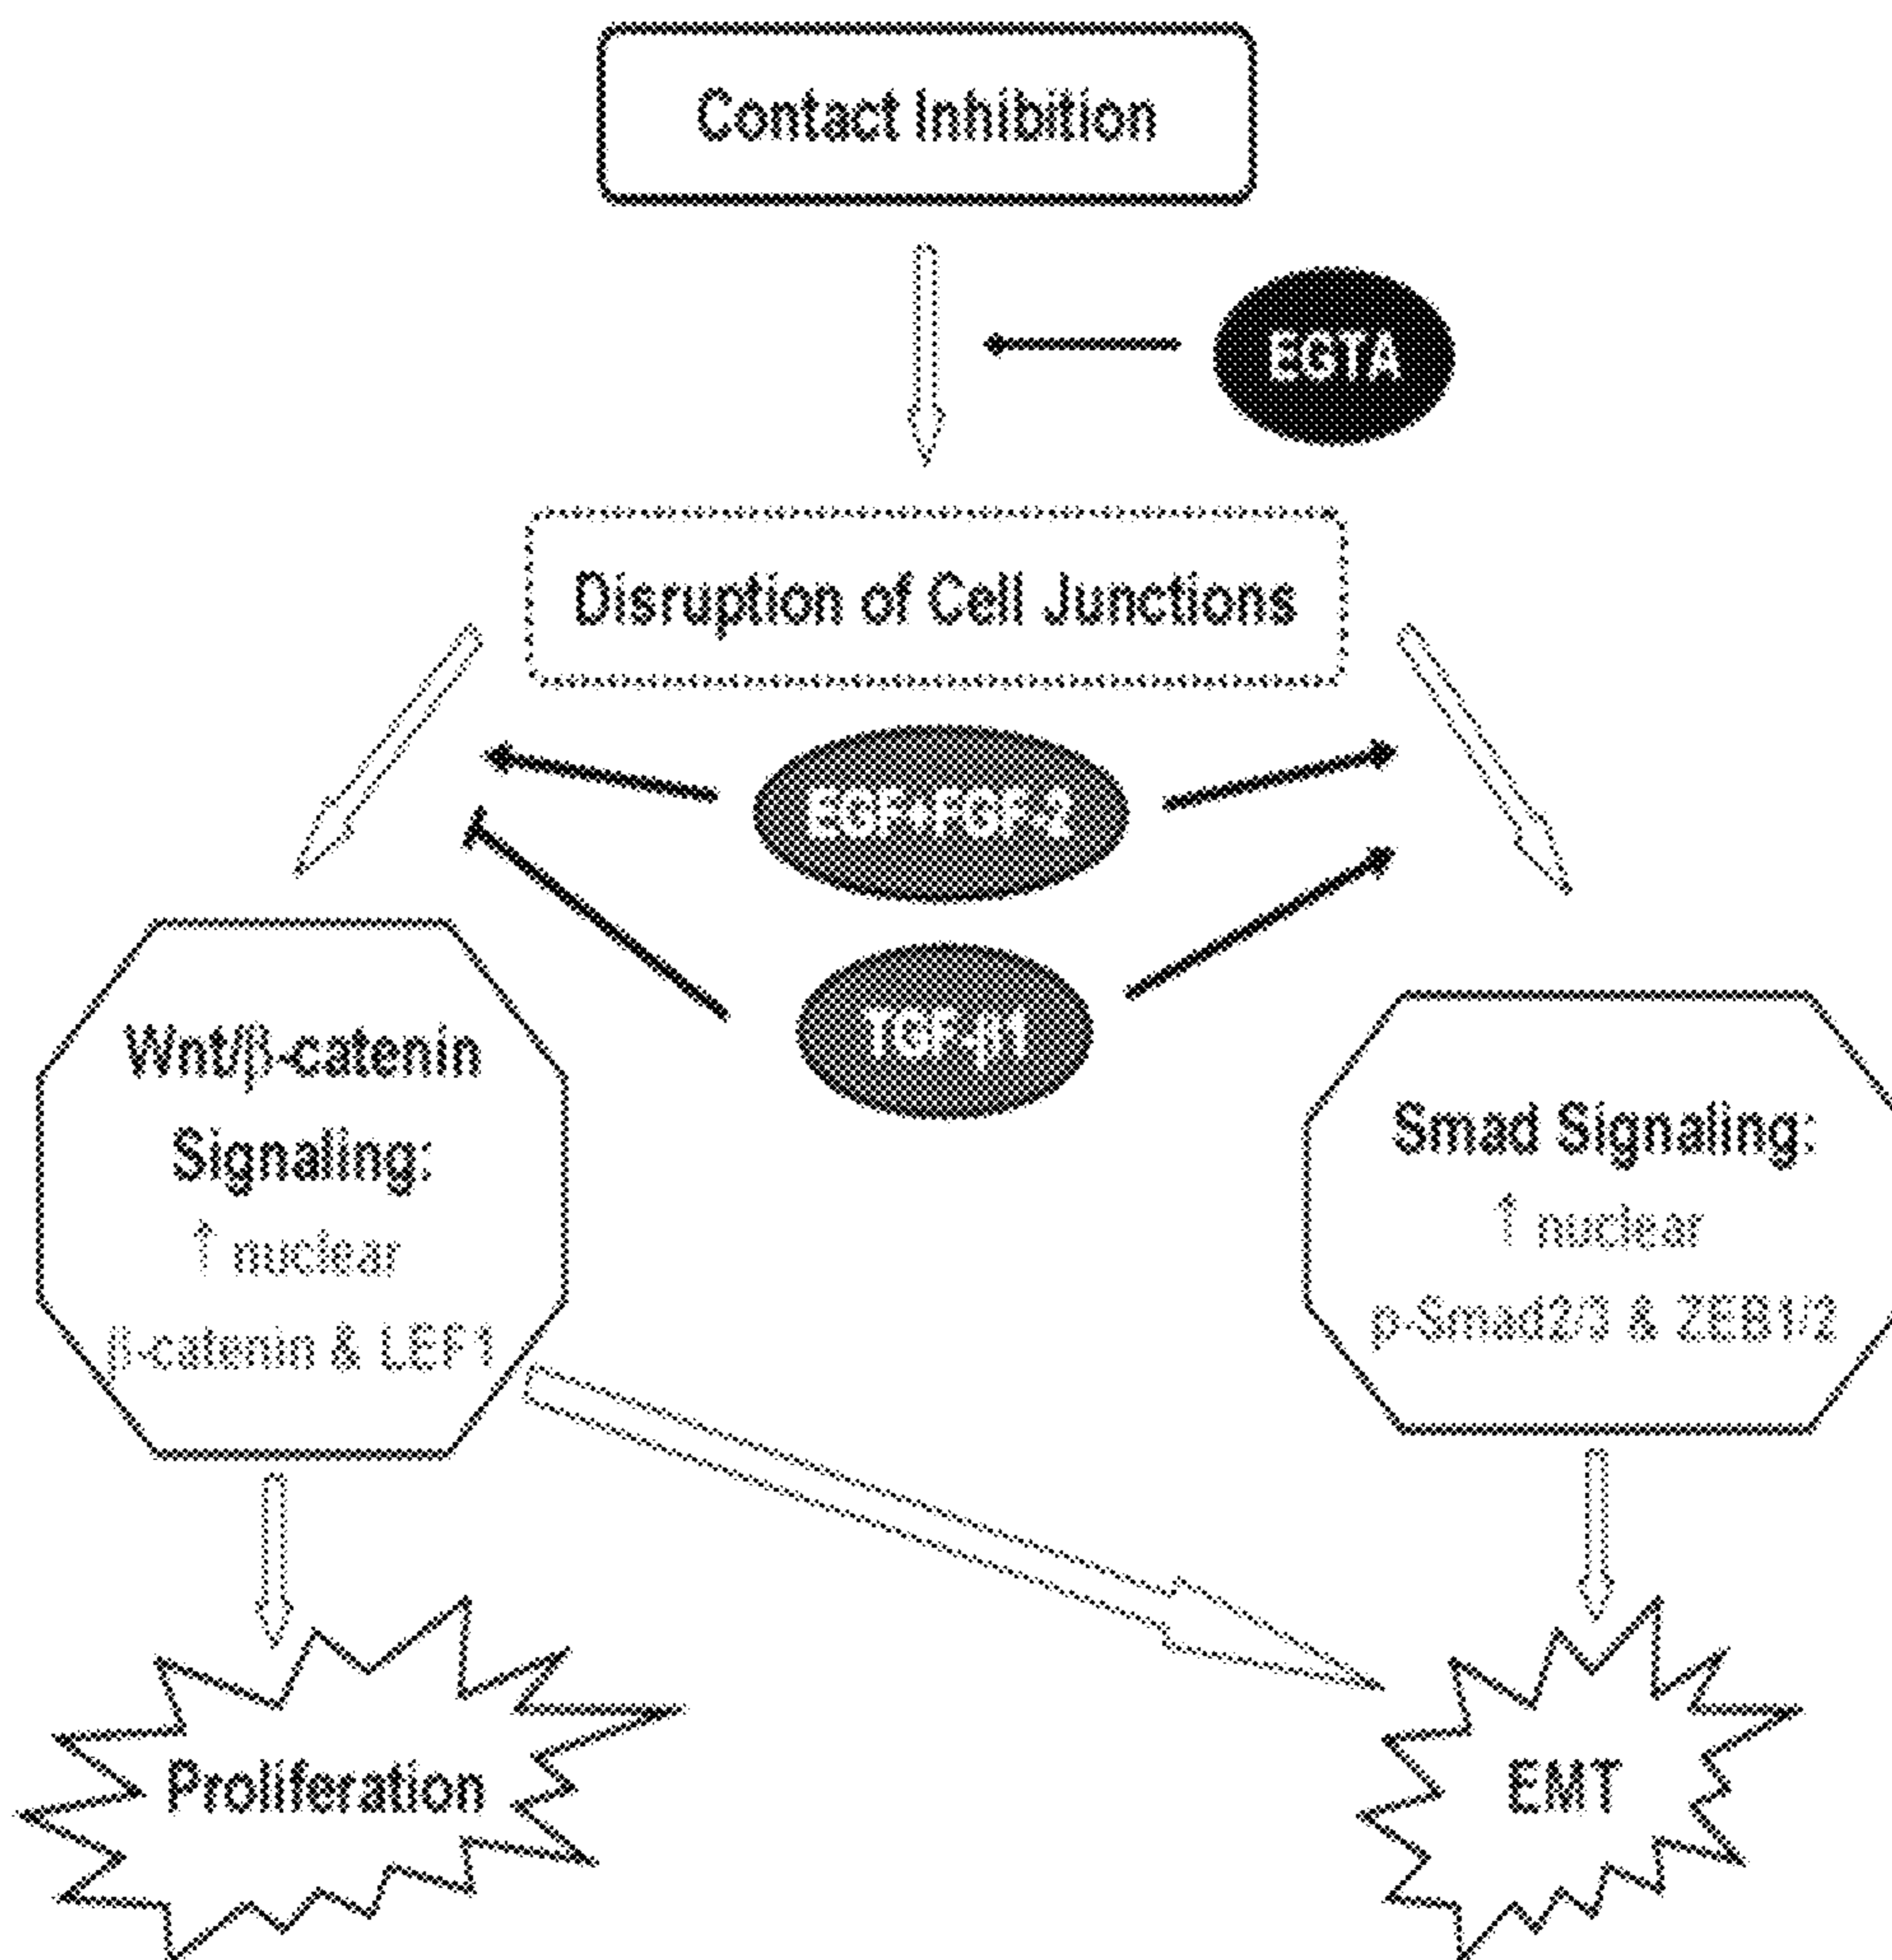 Contact Inhibition
EGTA
Disruption of Cell Junctions
EGF+FGF-2
TGF-β1
Wnt/β-catenin
Signaling:
↑ nuclear
β-catenin & LEF1
Smad Signaling:
↑ nuclear
p-Smad2/3 & ZEB1/2
Proliferation
EMT